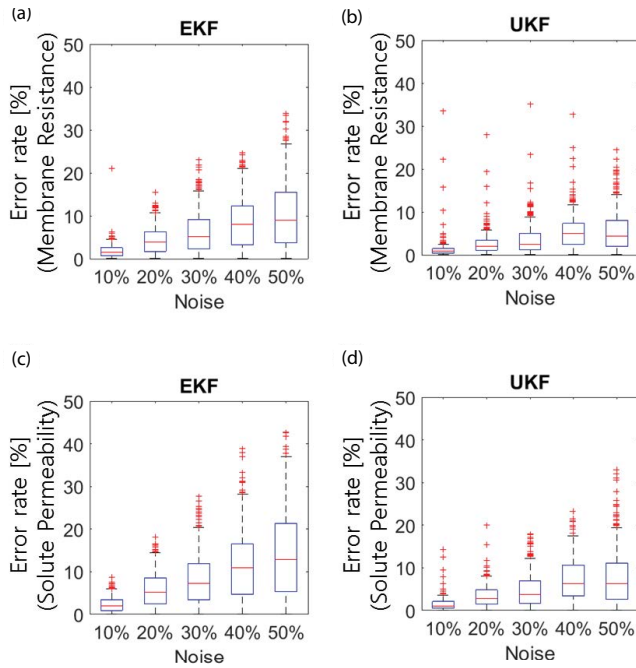 (a)
EKF
Error rate [%]
(Membrane Resistance)
50
40
30
20
10
0
10% 20% 30% 40% 50%
Noise
(b)
UKF
Error rate [%]
(Membrane Resistance)
50
40
30
20
10
0
10% 20% 30% 40% 50%
Noise
(c)
EKF
Error rate [%]
(Solute Permeability)
50
40
30
20
10
0
10% 20% 30% 40% 50%
Noise
(d)
UKF
Error rate [%]
(Solute Permeability)
50
40
30
20
10
0
10% 20% 30% 40% 50%
Noise